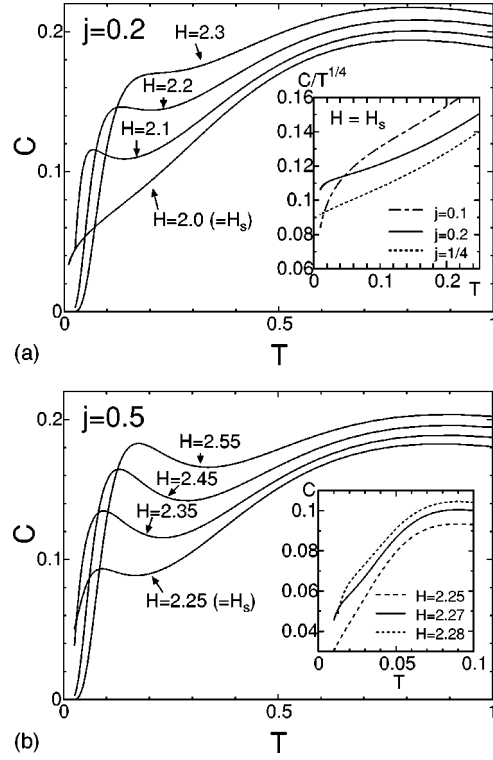 j=0.2
0.2
0.1
0
C
H=2.3
H=2.2
H=2.1
H=2.0 (=Hs)
C/T1/4
0.16
0.14
0.12
0.10
0.08
0.06
H = Hs
j=0.1
j=0.2
j=1/4
0
0.1
T
0.2
0
0.5
1
T
(a)
j=0.5
0.2
0.1
0
C
H=2.55
H=2.45
H=2.35
H=2.25 (=Hs)
C
0.1
0.08
0.06
0.04
H=2.25
H=2.27
H=2.28
0
0.05
0.1
T
0
0.5
1
T
(b)